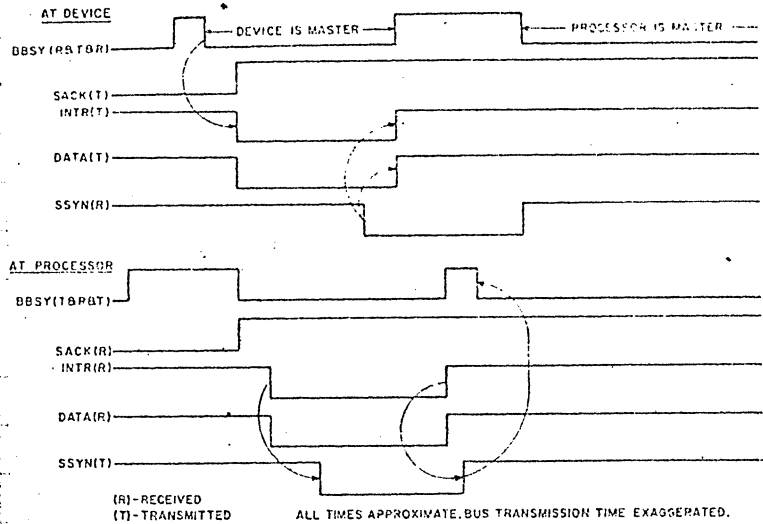 AT DEVICE
DEVICE IS MASTER
PROCESSOR IS MASTER
BBSY(R&T&R)
SACK(T)
INTR(T)
DATA(T)
SSYN(R)
AT PROCESSOR
BBSY(T&R&T)
SACK(R)
INTR(R)
DATA(R)
SSYN(T)
(R)-RECEIVED
(T)-TRANSMITTED
ALL TIMES APPROXIMATE. BUS TRANSMISSION TIME EXAGGERATED.